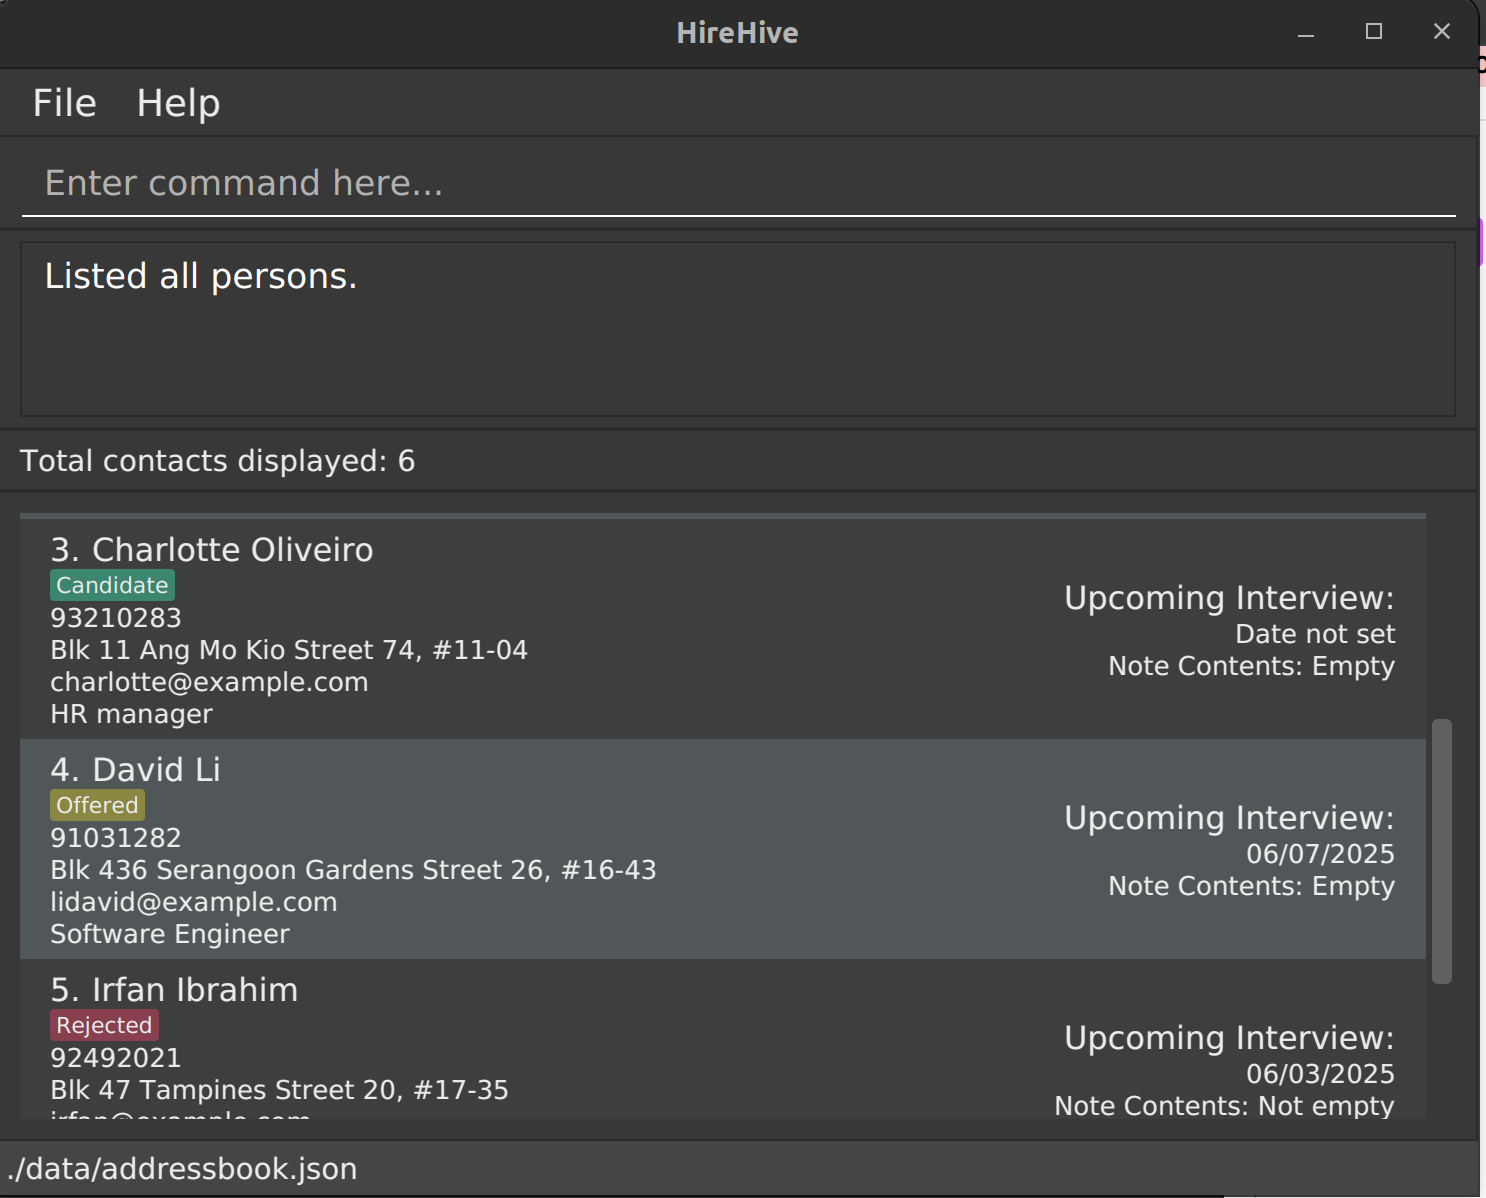 HireHive
File Help
Enter command here...
Listed all persons.
Total contacts displayed: 6
3. Charlotte Oliveiro
Candidate
93210283
Blk 11 Ang Mo Kio Street 74, #11-04
charlotte@example.com
HR manager
Upcoming Interview:
Date not set
Note Contents: Empty
4. David Li
Offered
91031282
Blk 436 Serangoon Gardens Street 26, #16-43
lidavid@example.com
Software Engineer
Upcoming Interview:
06/07/2025
Note Contents: Empty
5. Irfan Ibrahim
Rejected
92492021
Blk 47 Tampines Street 20, #17-35
irfan@example.com
Upcoming Interview:
06/03/2025
Note Contents: Not empty
./data/addressbook.json